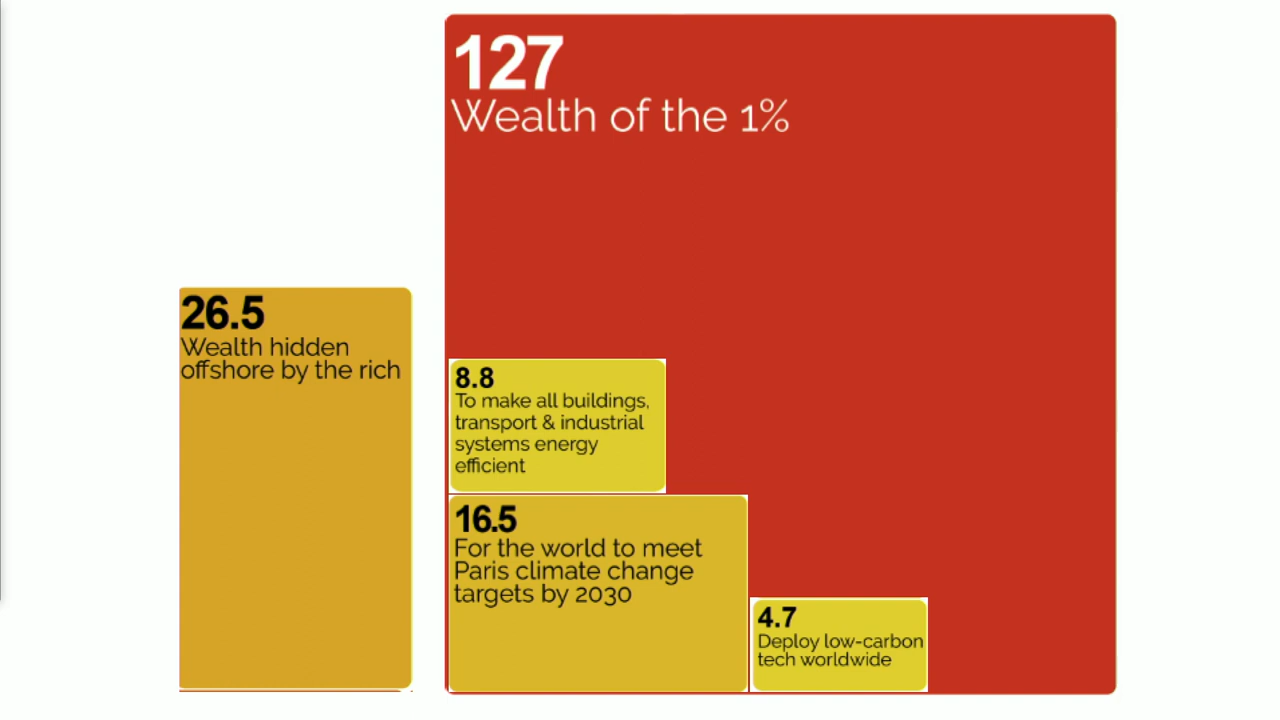 127
Wealth of the 1%
26.5
Wealth hidden
offshore by the rich
8.8
To make all buildings,
transport & industrial
systems energy
efficient
16.5
For the world to meet
Paris climate change
targets by 2030
4.7
Deploy low-carbon
tech worldwide